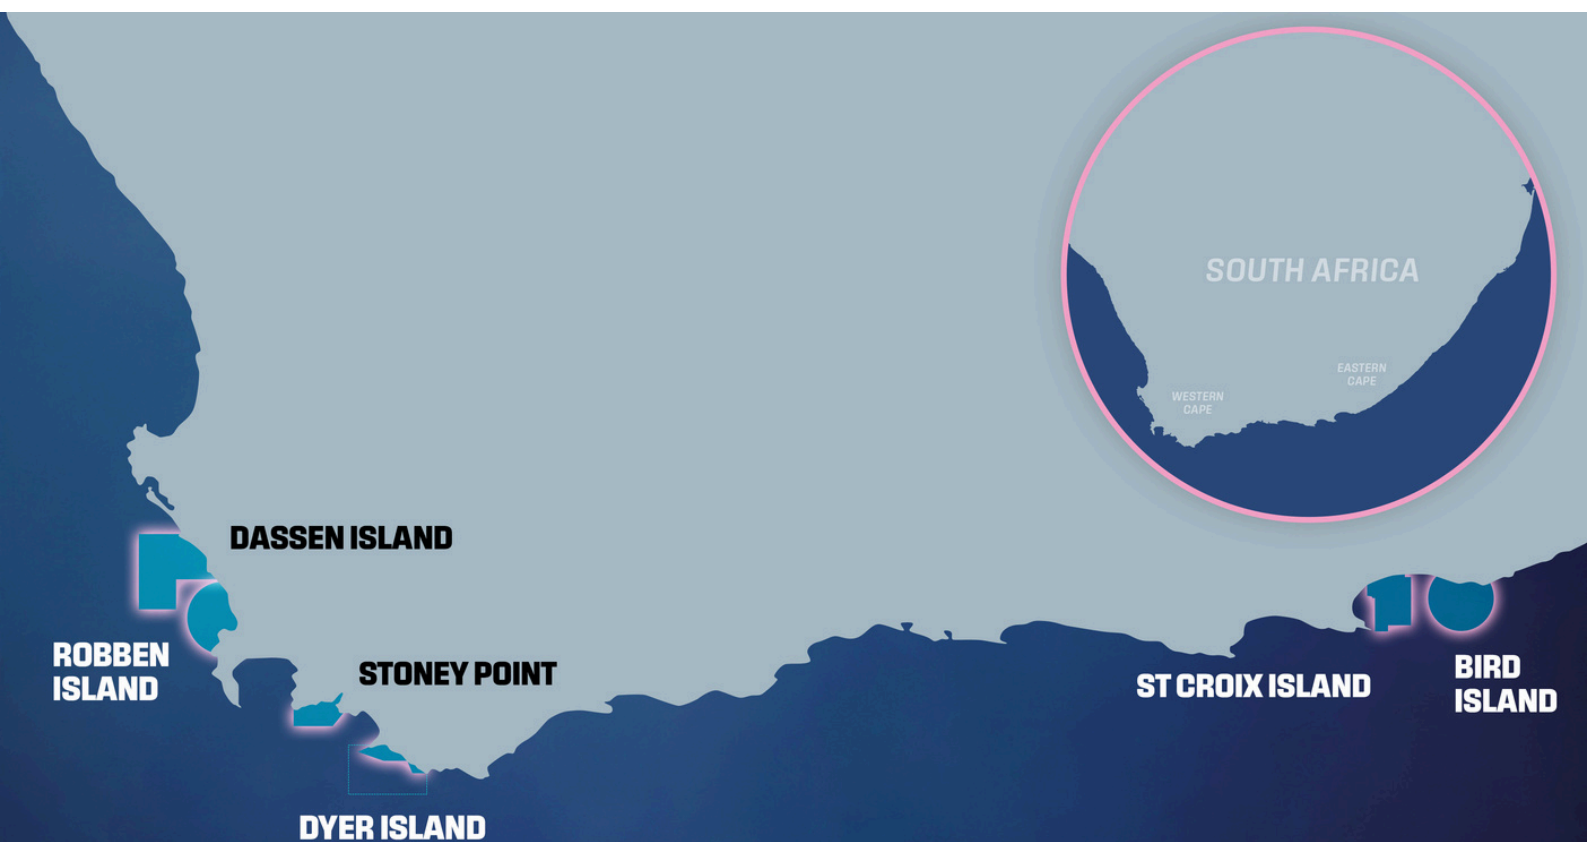 SOUTH AFRICA
EASTERN
CAPE
WESTERN
CAPE
DASSEN ISLAND
ROBBEN
ISLAND
STONEY POINT
ST CROIX ISLAND
BIRD
ISLAND
DYER ISLAND